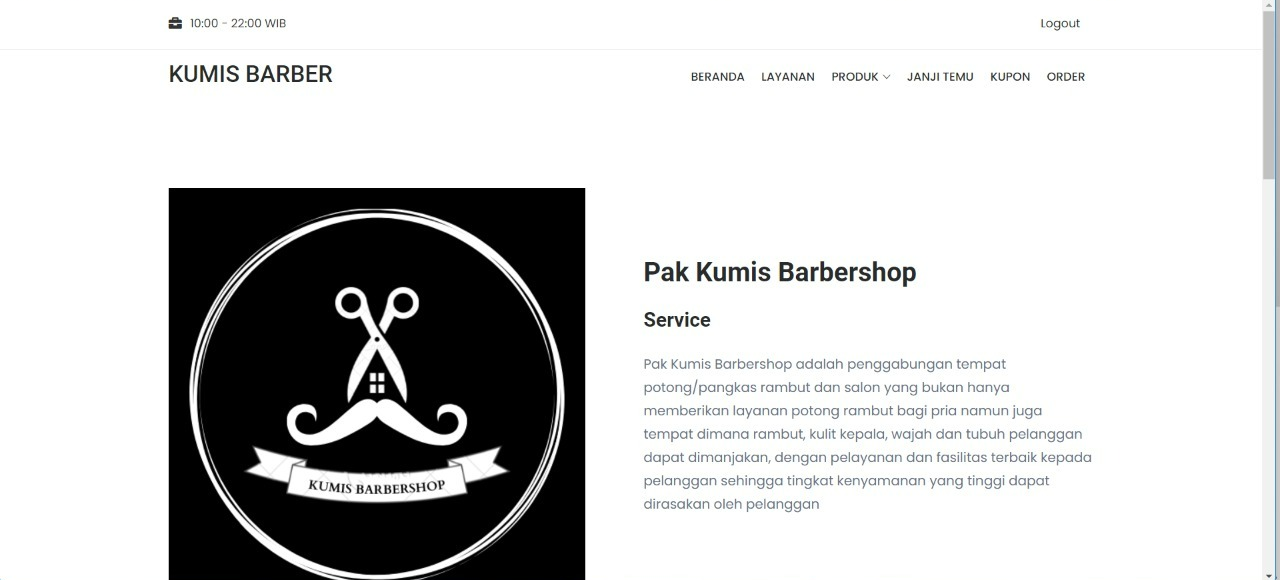 10:00 - 22:00 WIB
Logout
KUMIS BARBER
BERANDA LAYANAN PRODUK JANJI TEMU KUPON ORDER
KUMIS BARBERSHOP
Pak Kumis Barbershop
Service
Pak Kumis Barbershop adalah penggabungan tempat
potong/pangkas rambut dan salon yang bukan hanya
memberikan layanan potong rambut bagi pria namun juga
tempat dimana rambut, kulit kepala, wajah dan tubuh pelanggan
dapat dimanjakan, dengan pelayanan dan fasilitas terbaik kepada
pelanggan sehingga tingkat kenyamanan yang tinggi dapat
dirasakan oleh pelanggan